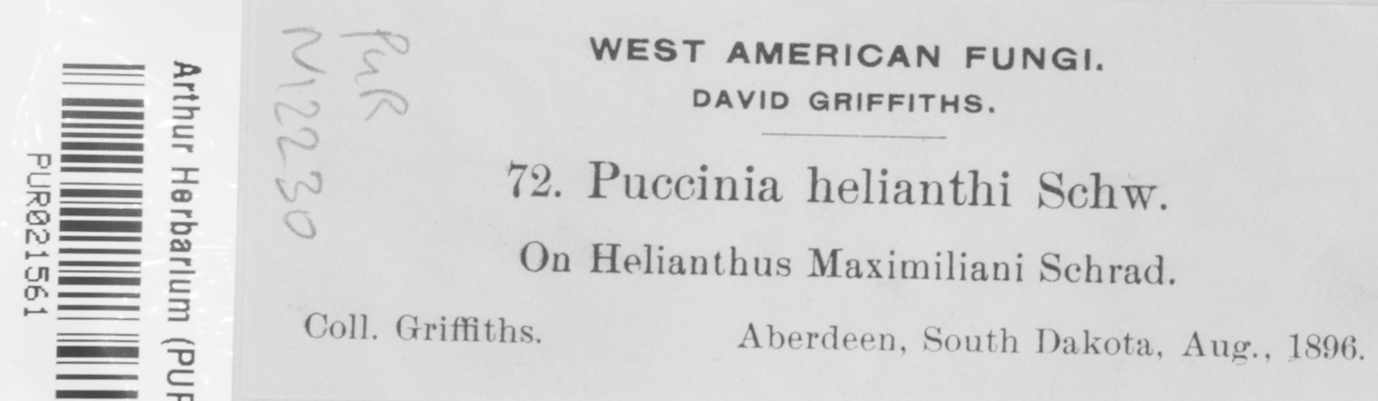 PUR021561
Arthur Herbarium (PUR
PUR
N12230
WEST AMERICAN FUNGI.
DAVID GRIFFITHS.
72. Puccinia helianthi Schw.
On Helianthus Maximiliani Schrad.
Coll. Griffiths. Aberdeen, South Dakota, Aug., 1896.